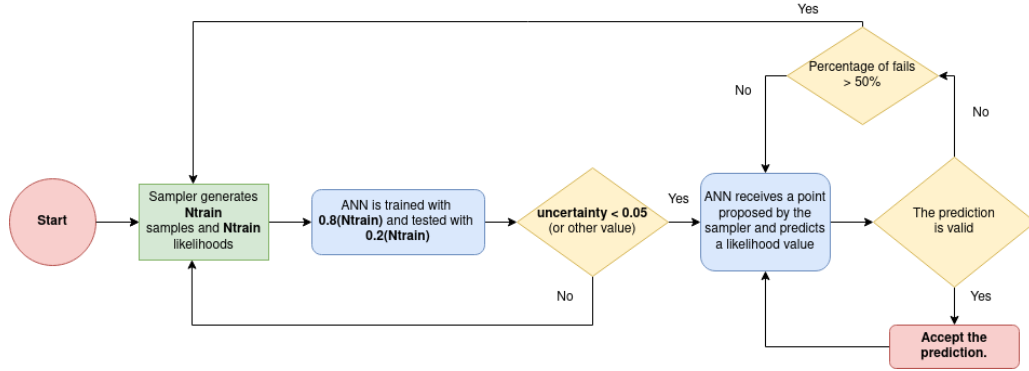 Yes
Percentage of fails
> 50%
No
No
Start
Sampler generates
Ntrain
samples and Ntrain
likelihoods
ANN is trained with
0.8(Ntrain) and tested with
0.2(Ntrain)
uncertainty < 0.05
(or other value)
Yes
ANN receives a point
proposed by the
sampler and predicts
a likelihood value
The prediction
is valid
No
Yes
Accept the
prediction.